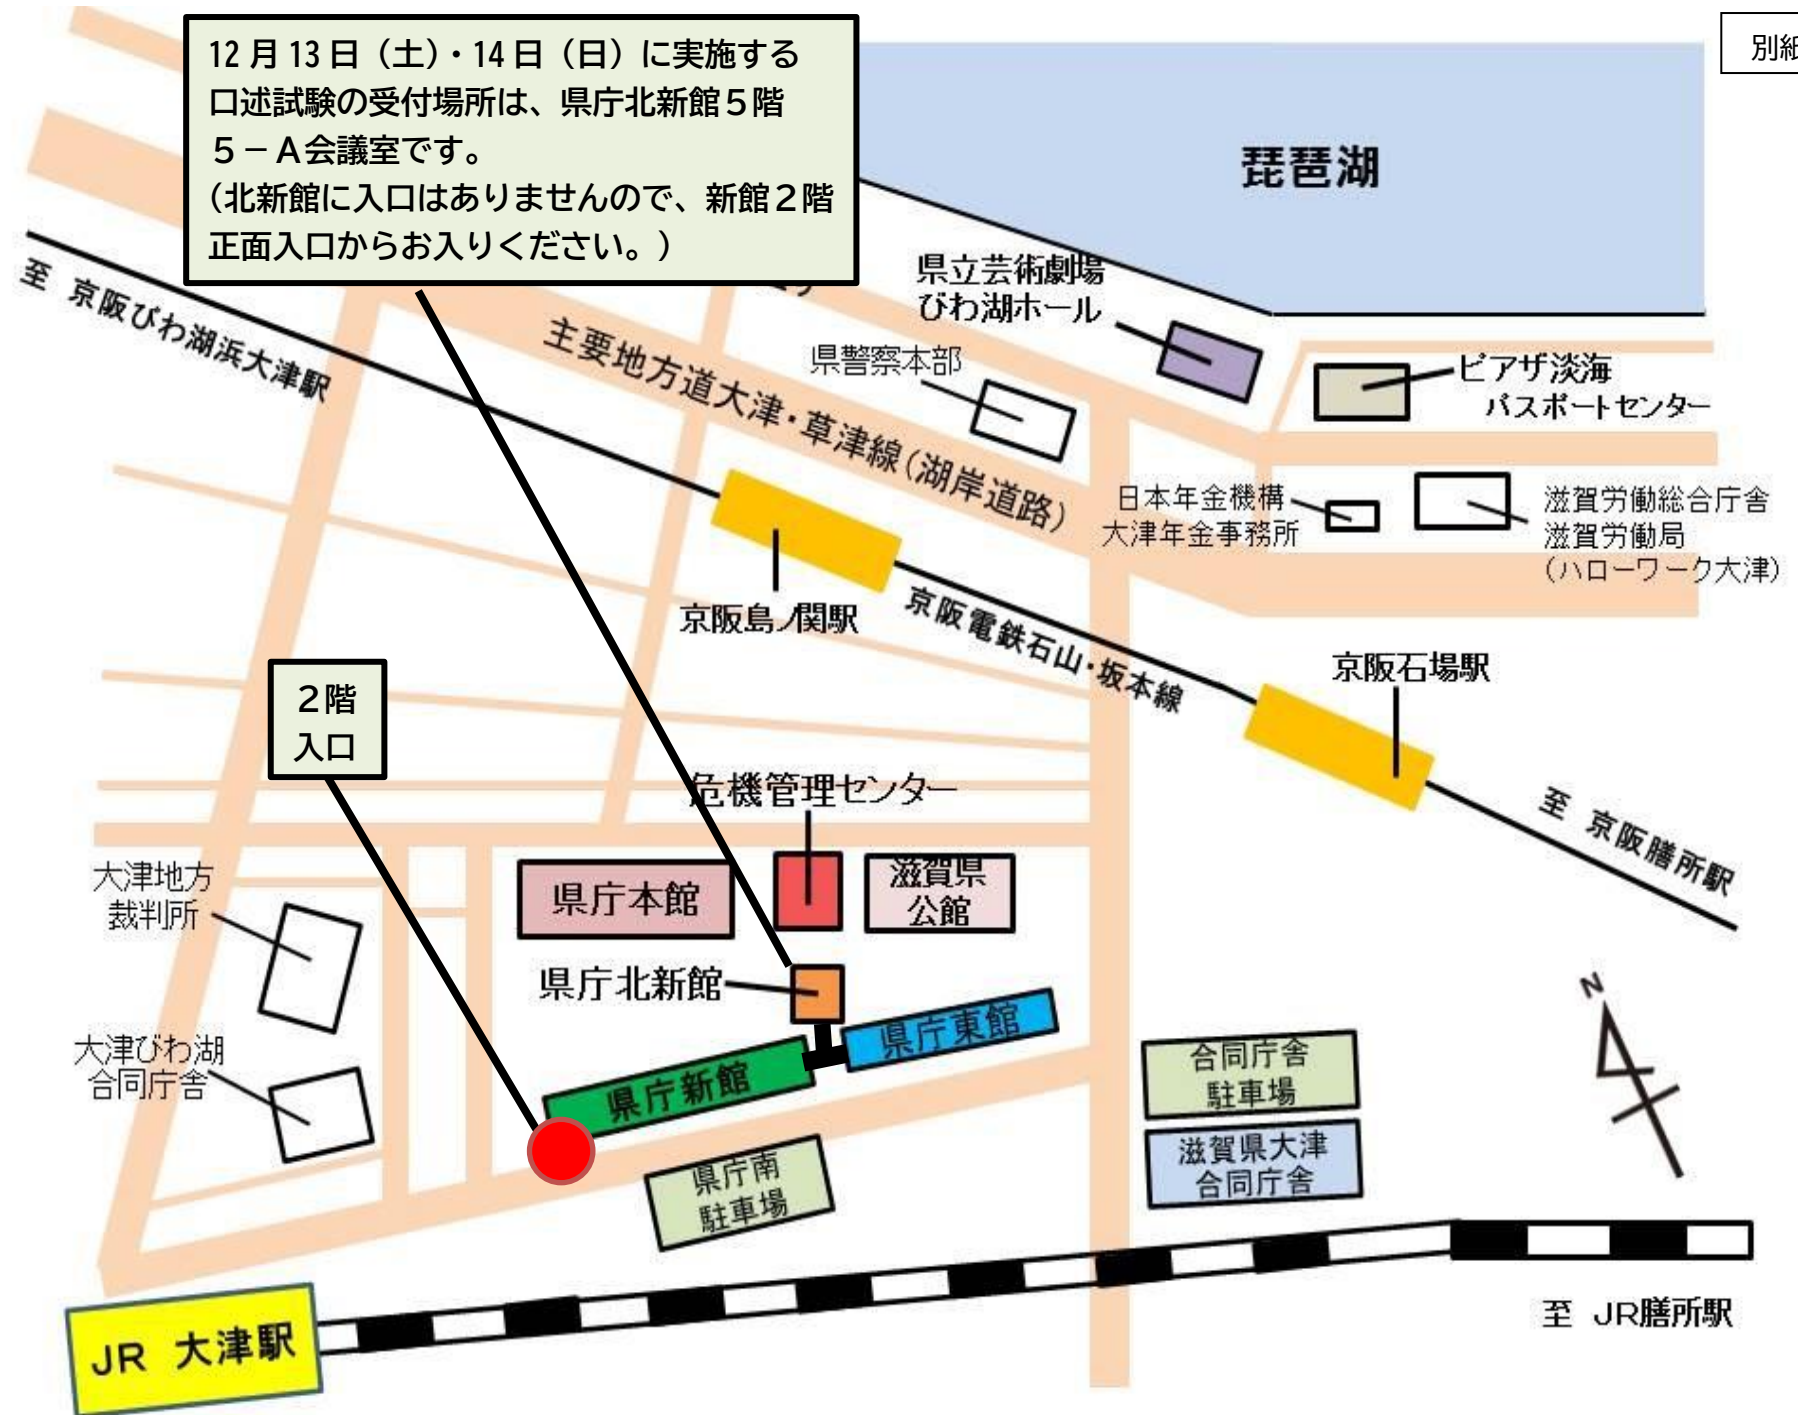 別紙
12月13日（土）・14日（日）に実施する
口述試験の受付場所は、県庁北新館５階
５－Ａ会議室です。
（北新館に入口はありませんので、新館２階
正面入口からお入りください。）
琵琶湖
至 京阪びわ湖浜大津駅
県立芸術劇場
びわ湖ホール
主要地方道大津・草津線（湖岸道路）
県警察本部
ピアザ淡海
パスポートセンター
日本年金機構
大津年金事務所
滋賀労働総合庁舎
滋賀労働局
（ハローワーク大津）
京阪島ノ関駅
京阪電鉄石山・坂本線
京阪石場駅
至 京阪膳所駅
２階
入口
危機管理センター
大津地方
裁判所
県庁本館
滋賀県
公館
県庁北新館
県庁東館
県庁新館
大津びわ湖
合同庁舎
合同庁舎
駐車場
滋賀県大津
合同庁舎
県庁南
駐車場
N
JR 大津駅
至 JR膳所駅